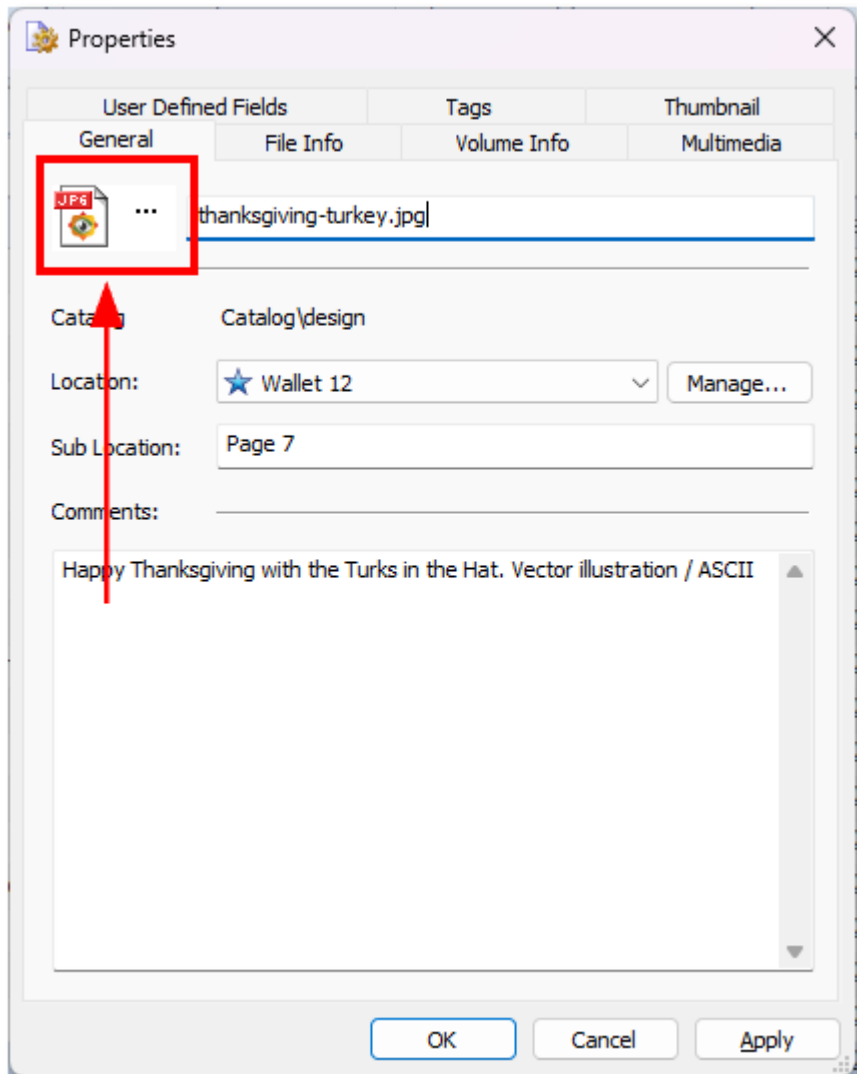 Properties
User Defined Fields Tags Thumbnail
General File Info Volume Info Multimedia
JPG ... thanksgiving-turkey.jpg
Catalog Catalog\design
Location: Wallet 12 Manage...
Sub Location: Page 7
Comments:
Happy Thanksgiving with the Turks in the Hat. Vector illustration / ASCII
OK Cancel Apply